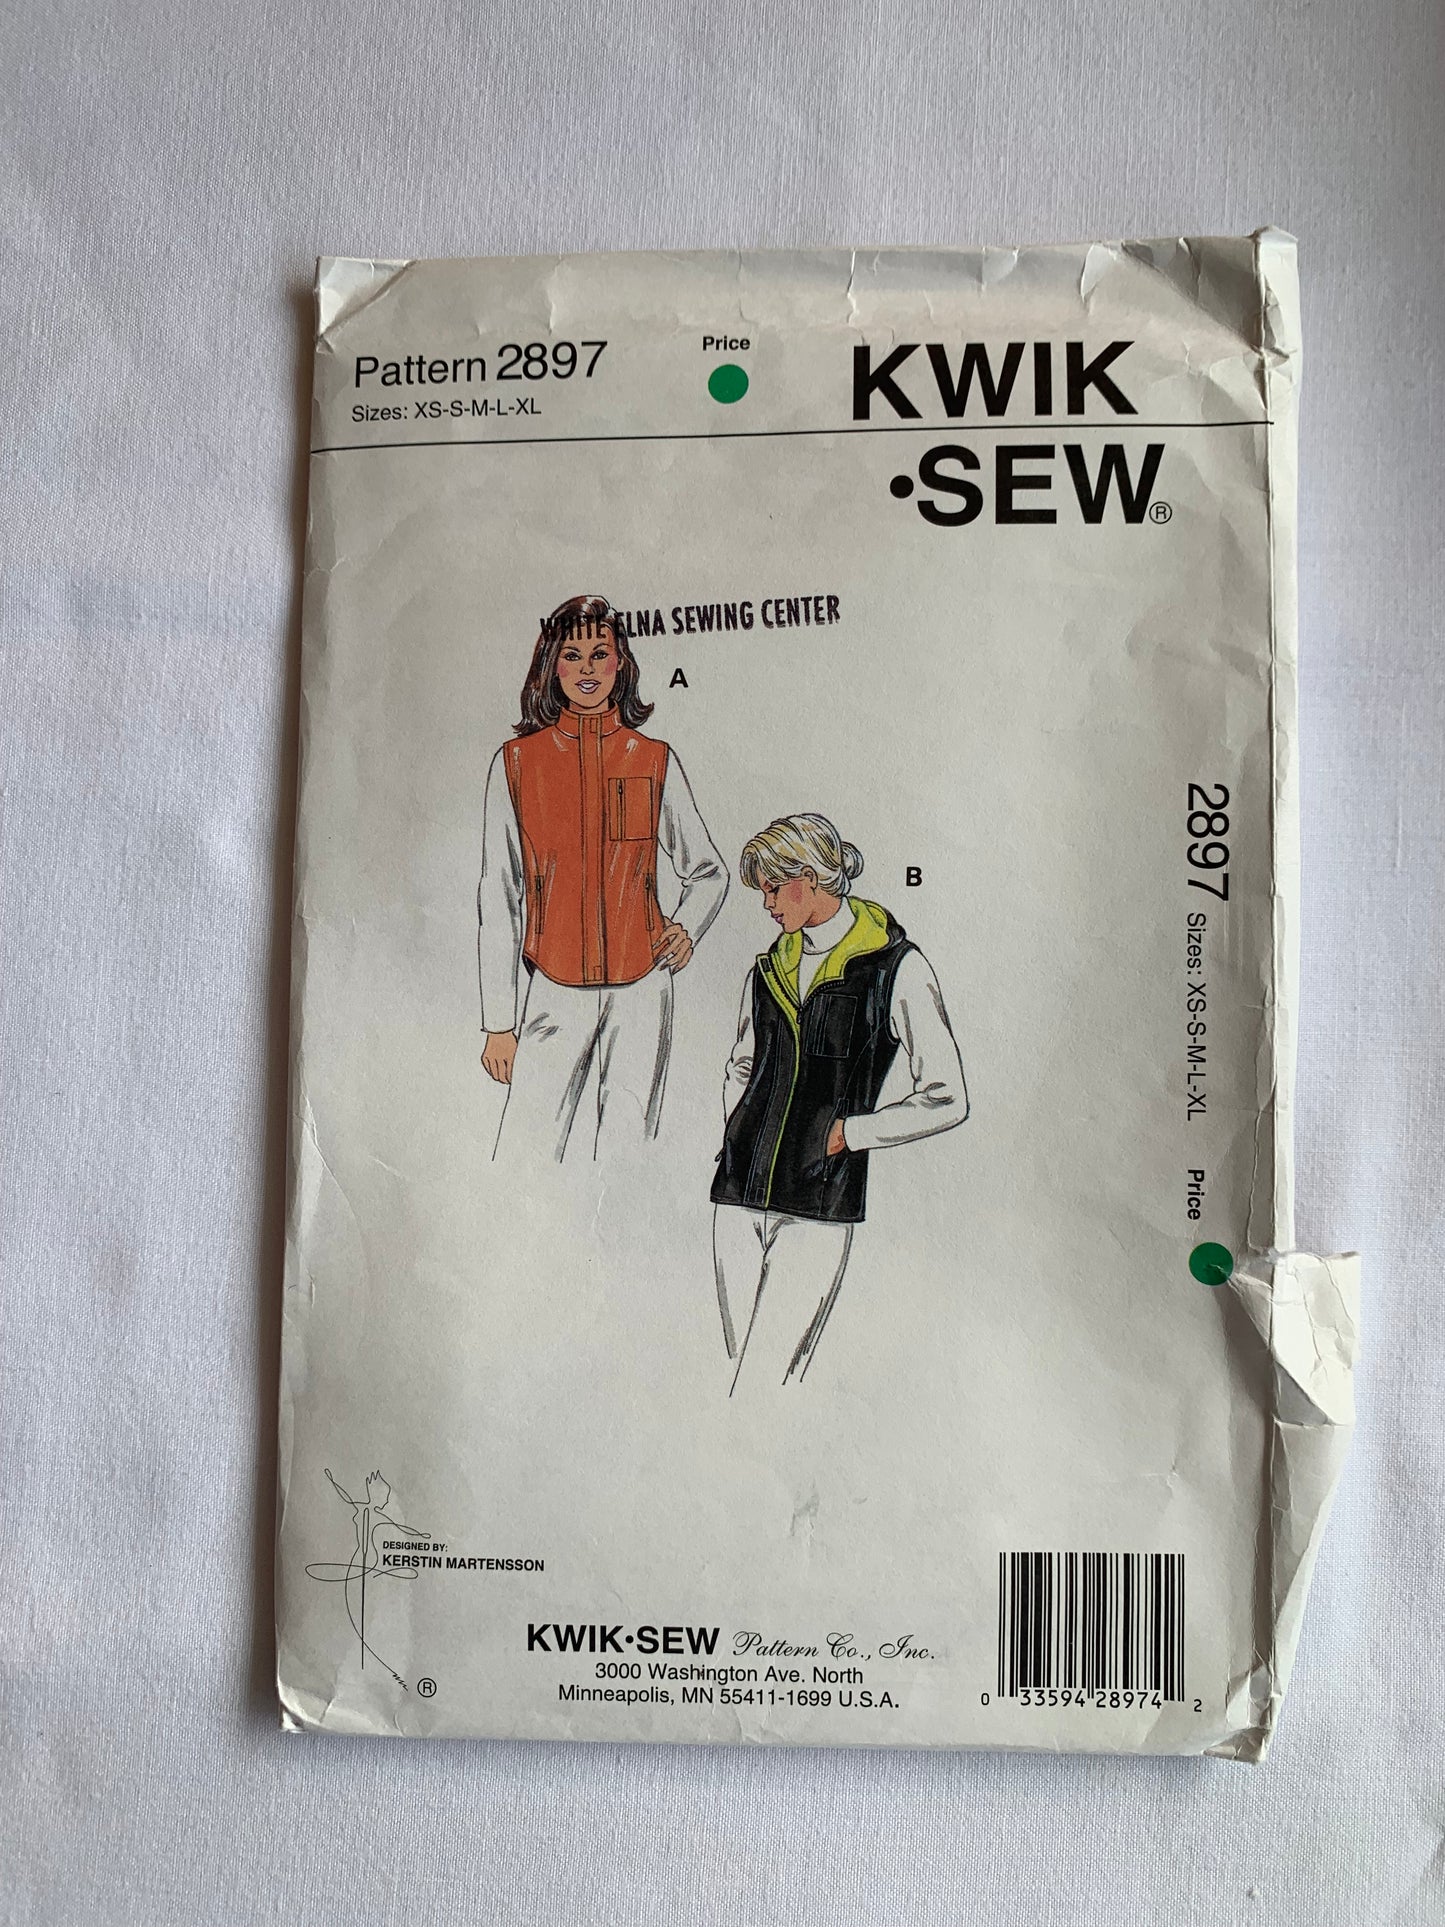 Pattern 2897
Sizes: XS-S-M-L-XL
Price
KWIK
•SEW®
WHITE ELNA SEWING CENTER
A
B
2897 Sizes: XS-S-M-L-XL Price
DESIGNED BY:
KERSTIN MARTENSSON
®
KWIK•SEW Pattern Co., Inc.
3000 Washington Ave. North
Minneapolis, MN 55411-1699 U.S.A.
0 33594 28974 2